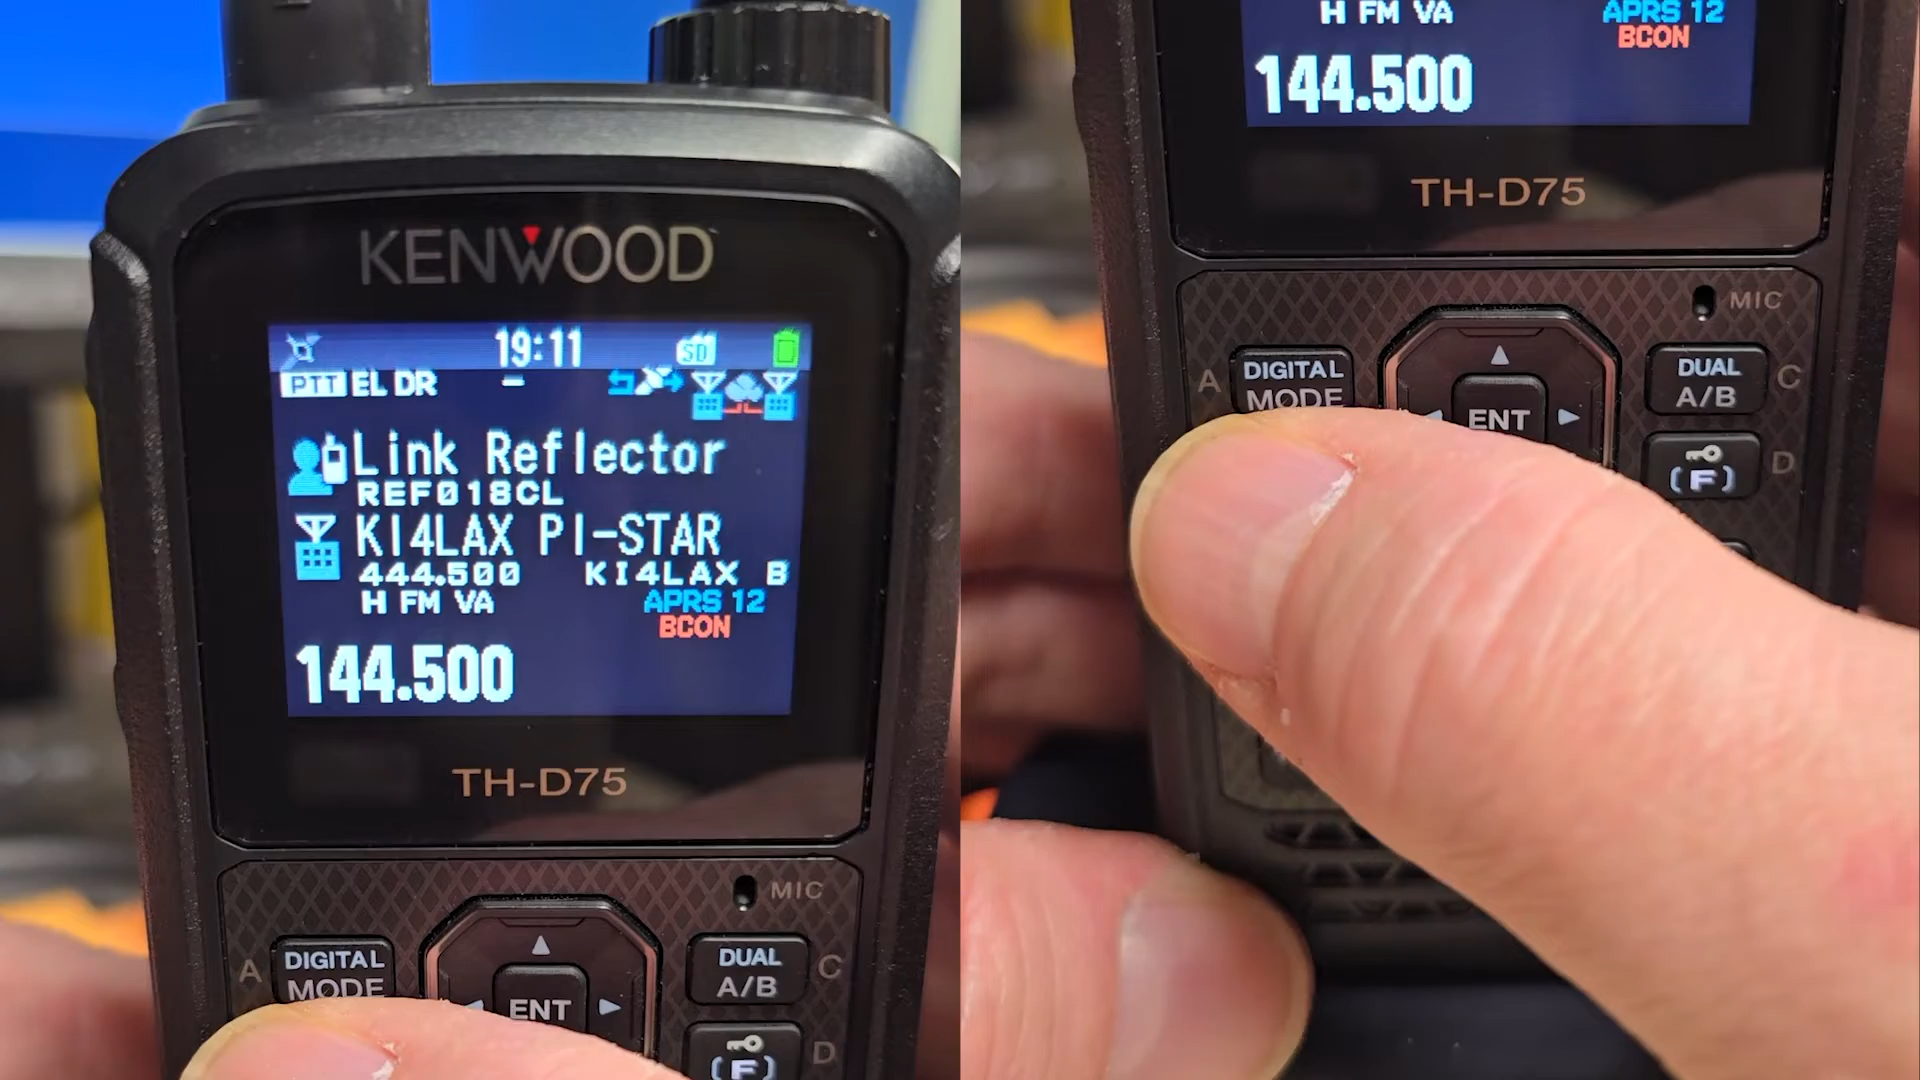 KENWOOD
19:11
SD
PTT EL DR
Link Reflector
REF018CL
KI4LAX PI-STAR
444.500 KI4LAX B
H FM VA APRS 12
BCON
144.500
TH-D75
MIC
A DIGITAL MODE
ENT
DUAL A/B C
(F) D
H FM VA APRS 12
BCON
144.500
TH-D75
MIC
A DIGITAL MODE
ENT
DUAL A/B C
(F) D